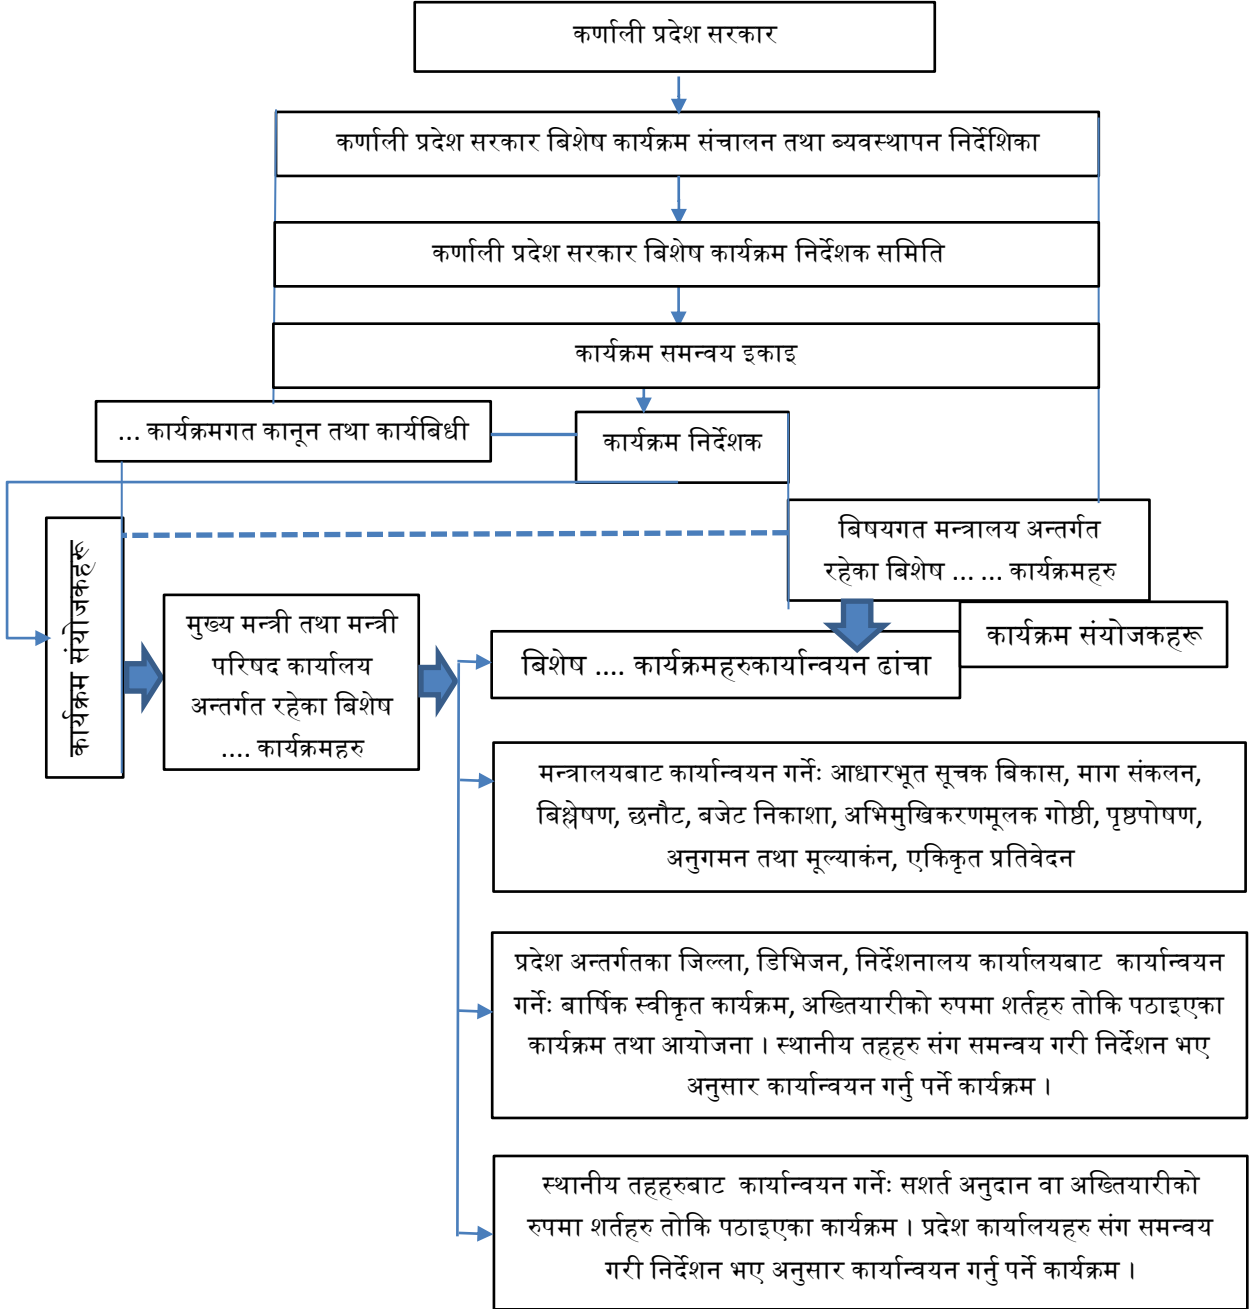 कर्णाली प्रदेश सरकार
कर्णाली प्रदेश सरकार बिशेष कार्यक्रम संचालन तथा ब्यवस्थापन निर्देशिका
कर्णाली प्रदेश सरकार बिशेष कार्यक्रम निर्देशक समिति
कार्यक्रम समन्वय इकाइ
... कार्यक्रमगत कानून तथा कार्यबिधी
कार्यक्रम निर्देशक
बिषयगत मन्त्रालय अन्तर्गत
रहेका बिशेष ... ... कार्यक्रमहरु
कार्यक्रम संयोजकहरू
कार्यक्रम संयोजकहरू
मुख्य मन्त्री तथा मन्त्री
परिषद कार्यालय
अन्तर्गत रहेका बिशेष
.... कार्यक्रमहरु
बिशेष .... कार्यक्रमहरुकार्यान्वयन ढांचा
मन्त्रालयबाट कार्यान्वयन गर्नेः आधारभूत सूचक बिकास, माग संकलन,
बिश्लेषण, छनौट, बजेट निकाशा, अभिमुखिकरणमूलक गोष्ठी, पृष्ठपोषण,
अनुगमन तथा मूल्याकंन, एकिकृत प्रतिवेदन
प्रदेश अन्तर्गतका जिल्ला, डिभिजन, निर्देशनालय कार्यालयबाट कार्यान्वयन
गर्नेः बार्षिक स्वीकृत कार्यक्रम, अख्तियारीको रुपमा शर्तहरु तोकि पठाइएका
कार्यक्रम तथा आयोजना । स्थानीय तहहरु संग समन्वय गरी निर्देशन भए
अनुसार कार्यान्वयन गर्नु पर्ने कार्यक्रम ।
स्थानीय तहहरुबाट कार्यान्वयन गर्नेः सशर्त अनुदान वा अख्तियारीको
रुपमा शर्तहरु तोकि पठाइएका कार्यक्रम । प्रदेश कार्यालयहरु संग समन्वय
गरी निर्देशन भए अनुसार कार्यान्वयन गर्नु पर्ने कार्यक्रम ।